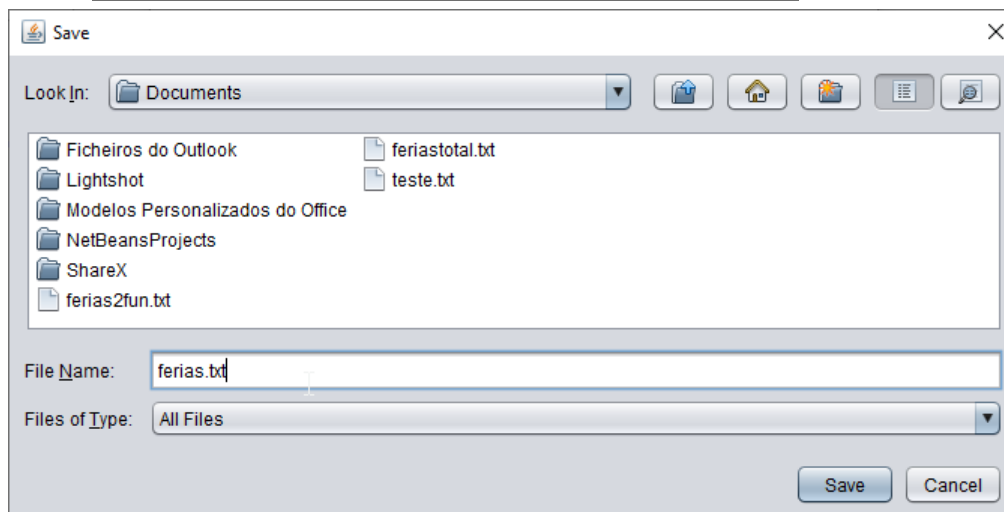 Save
Look In: Documents
Ficheiros do Outlook
feriastotal.txt
Lightshot
teste.txt
Modelos Personalizados do Office
NetBeansProjects
ShareX
ferias2fun.txt
File Name: ferias.txt
Files of Type: All Files
Save Cancel